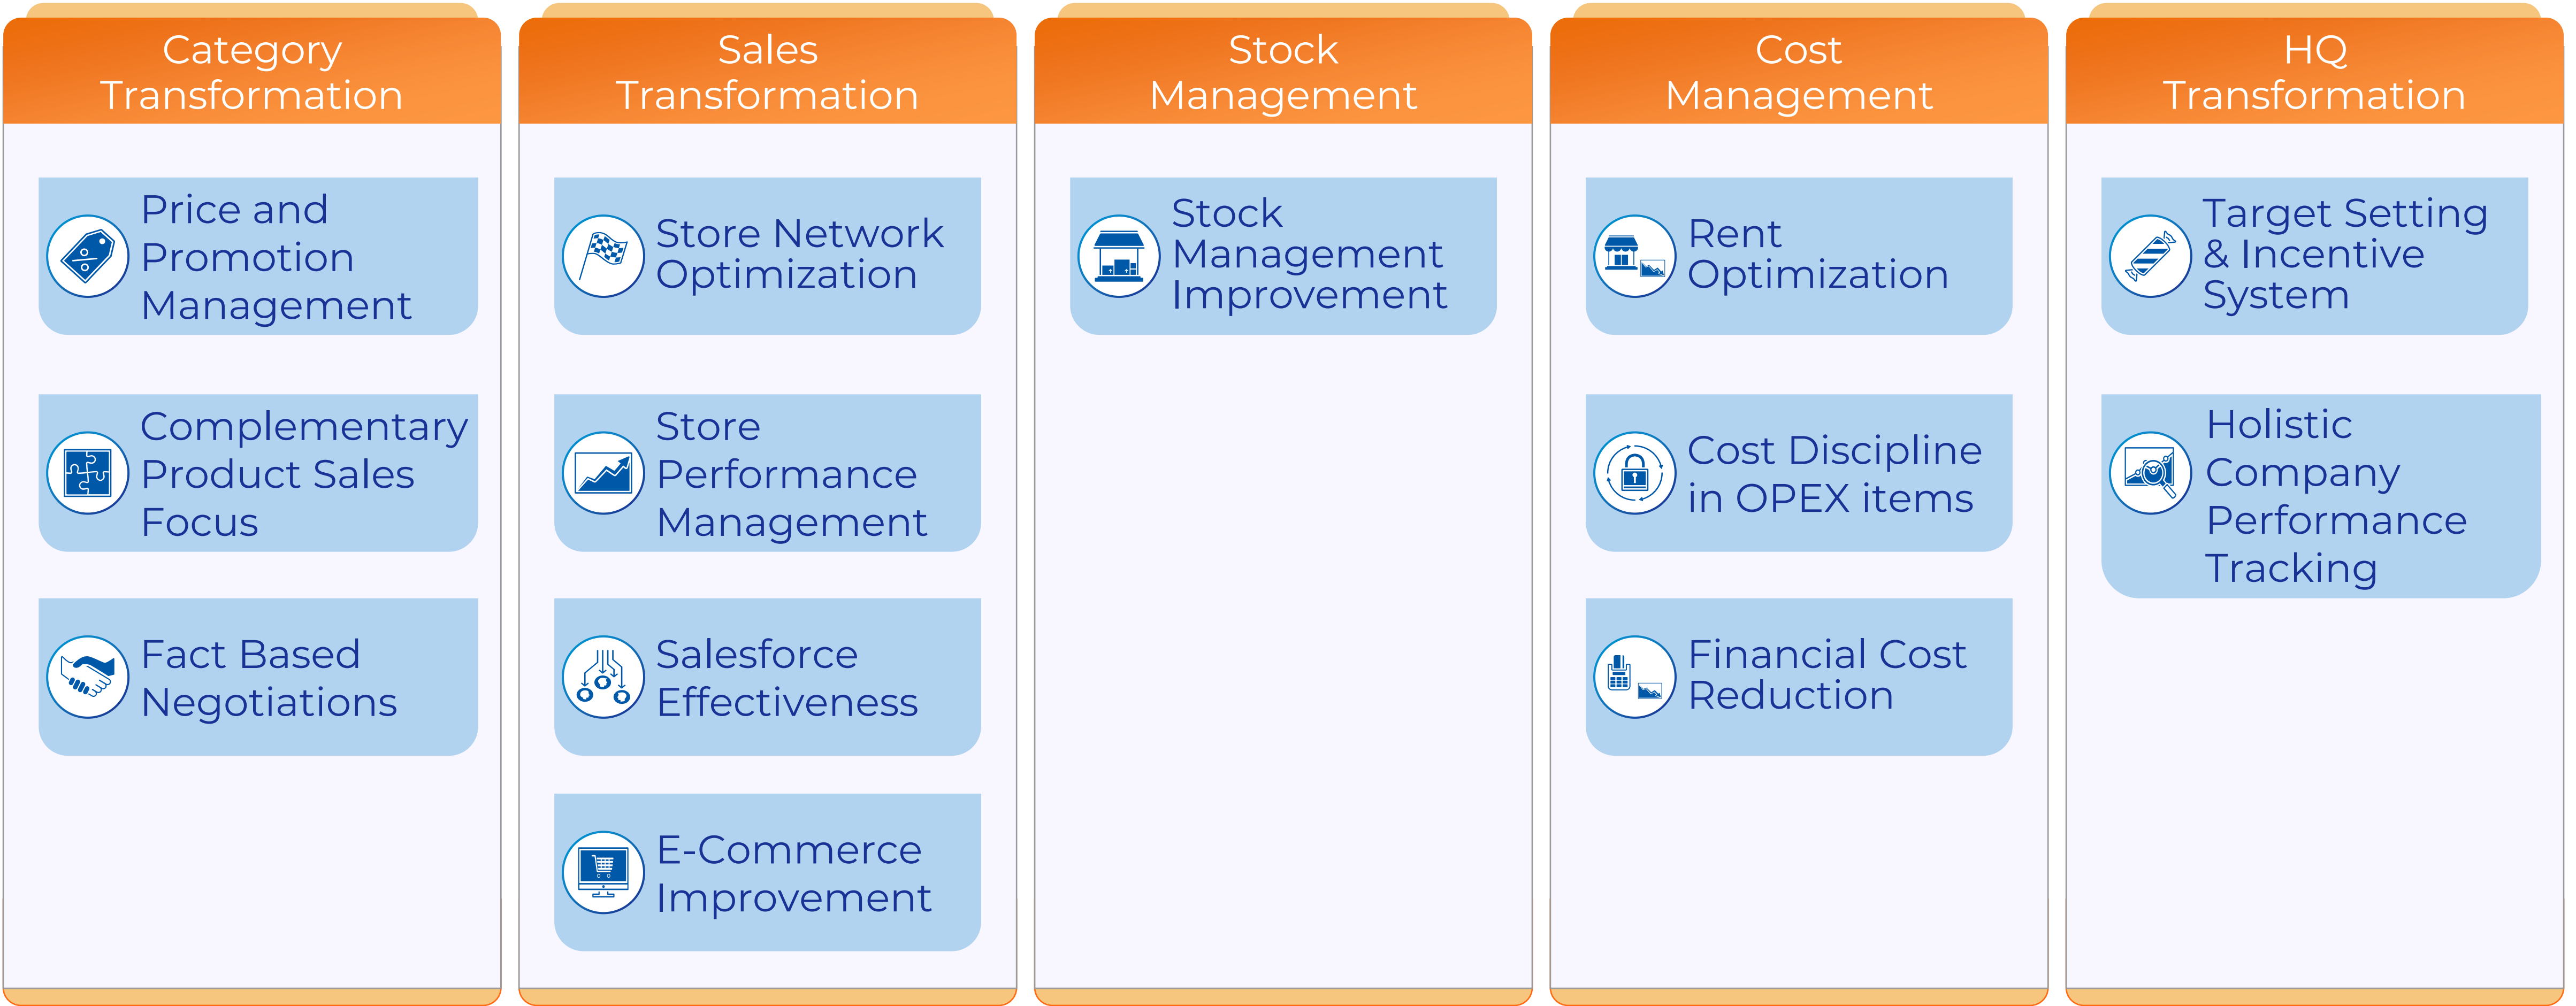 Category
Transformation
Price and
Promotion
Management
Complementary
Product Sales
Focus
Fact Based
Negotiations
Sales
Transformation
Store Network
Optimization
Store
Performance
Management
Salesforce
Effectiveness
E-Commerce
Improvement
Stock
Management
Stock
Management
Improvement
Cost
Management
Rent
Optimization
Cost Discipline
in OPEX items
Financial Cost
Reduction
HQ
Transformation
Target Setting
& Incentive
System
Holistic
Company
Performance
Tracking